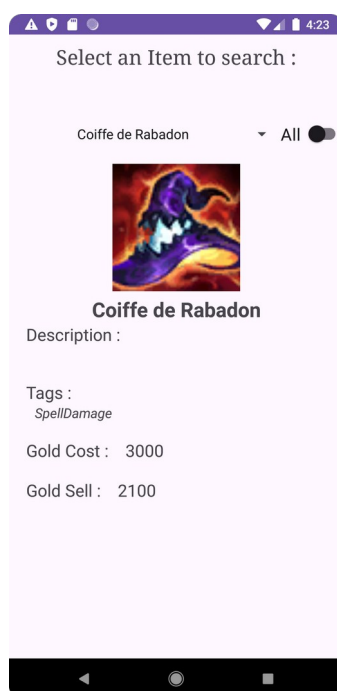 4:23
Select an Item to search :
Coiffe de Rabadon All
Coiffe de Rabadon
Description :
Tags :
SpellDamage
Gold Cost : 3000
Gold Sell : 2100